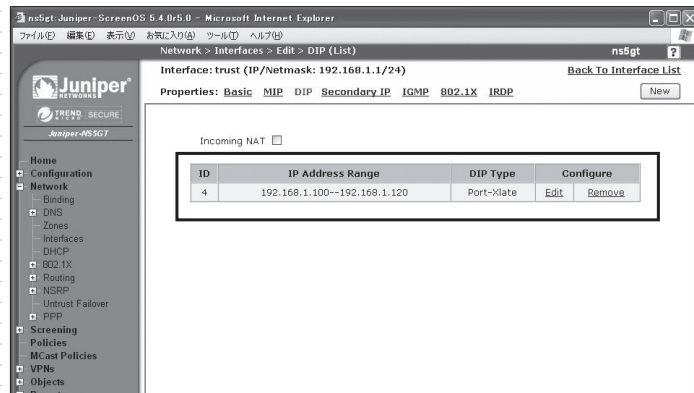 ns5gt:Juniper-ScreenOS 5.4.0r5.0 - Microsoft Internet Explorer
ファイル(F) 編集(E) 表示(V) お気に入り(A) ツール(T) ヘルプ(H)
Network > Interfaces > Edit > DIP (List)
ns5gt ?
Juniper
NETWORKS
TREND MICRO SECURE
Juniper-NS5GT
Home
Configuration
Network
Binding
DNS
Zones
Interfaces
DHCP
802.1X
Routing
NSRP
Untrust Failover
PPP
Screening
Policies
MCast Policies
VPNs
Objects
Interface: trust (IP/Netmask: 192.168.1.1/24)
Back To Interface List
Properties: Basic MIP DIP Secondary IP IGMP 802.1X IRDP
New
Incoming NAT
ID IP Address Range DIP Type Configure
4 192.168.1.100--192.168.1.120 Port-Xlate Edit Remove